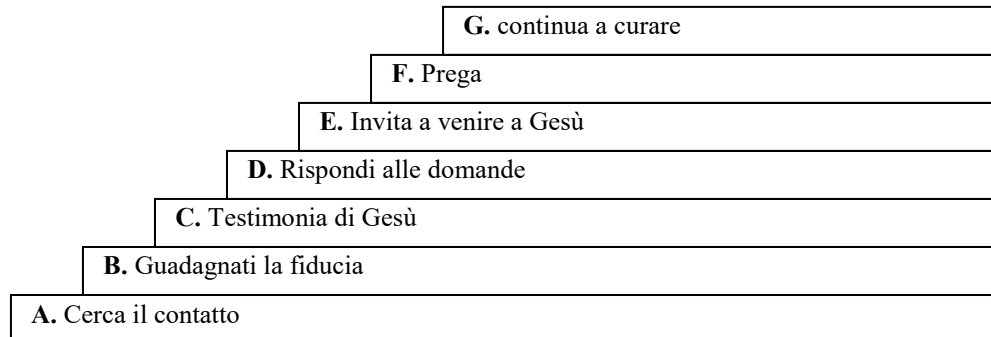 G. continua a curare
F. Prega
E. Invita a venire a Gesù
D. Rispondi alle domande
C. Testimonia di Gesù
B. Guadagnati la fiducia
A. Cerca il contatto